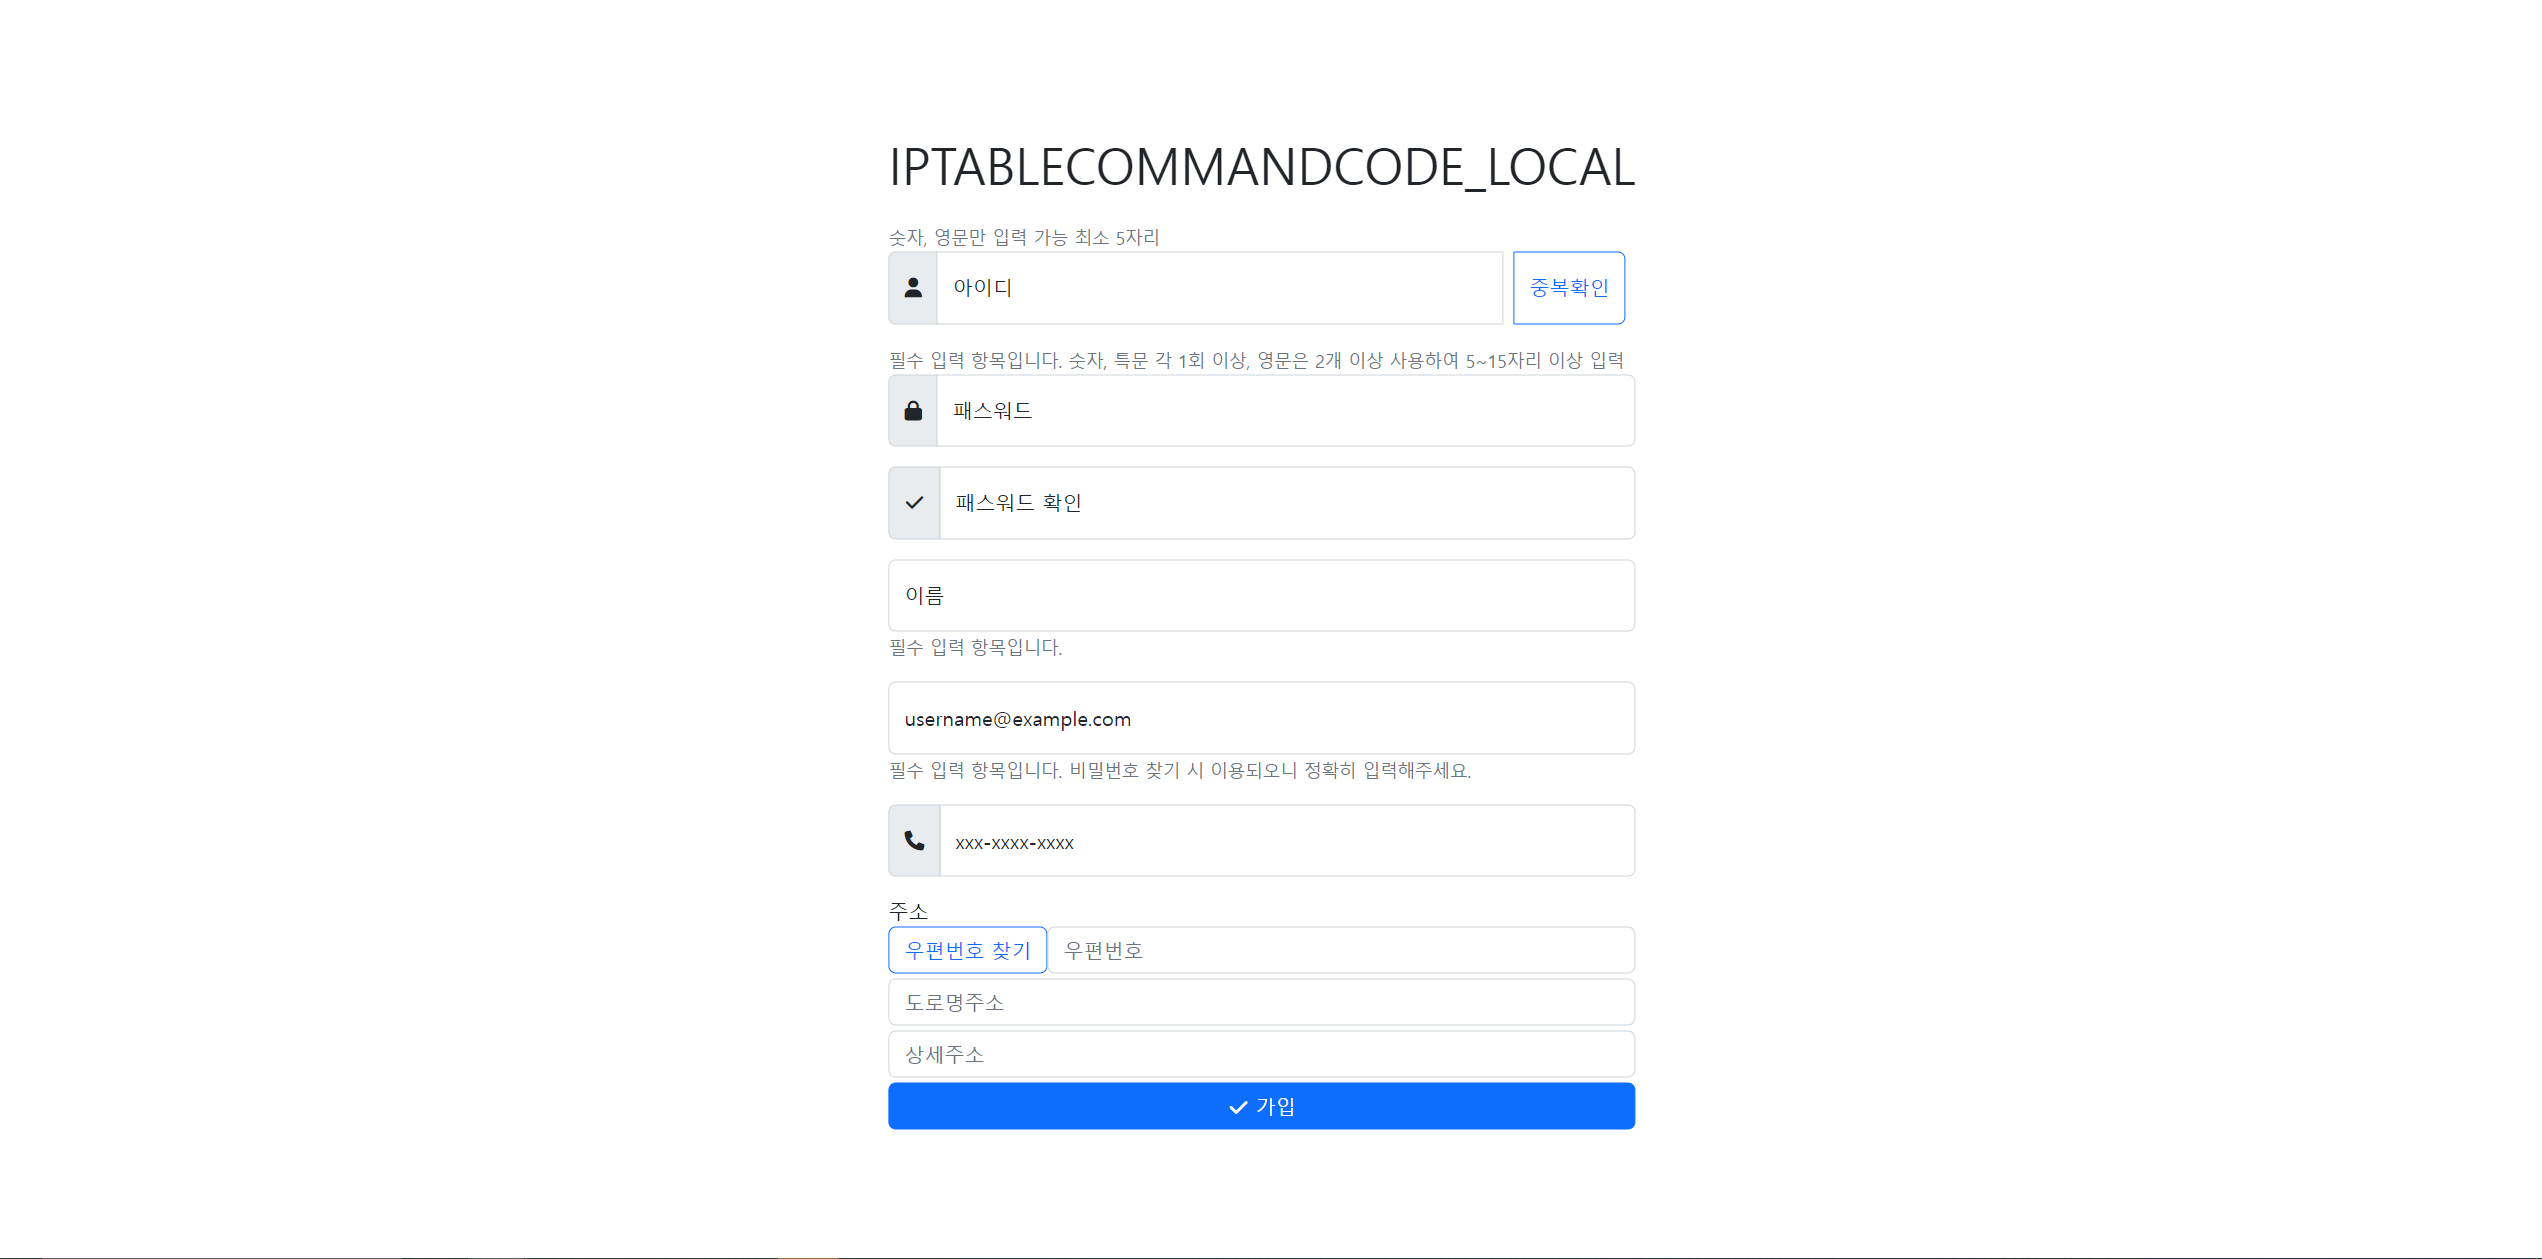 IPTABLECOMMANDCODE_LOCAL
숫자, 영문만 입력 가능 최소 5자리
아이디 중복확인
필수 입력 항목입니다. 숫자, 특문 각 1회 이상, 영문은 2개 이상 사용하여 5~15자리 이상 입력
패스워드
패스워드 확인
이름
필수 입력 항목입니다.
username@example.com
필수 입력 항목입니다. 비밀번호 찾기 시 이용되오니 정확히 입력해주세요.
xxx-xxxx-xxxx
주소
우편번호 찾기 우편번호
도로명주소
상세주소
가입